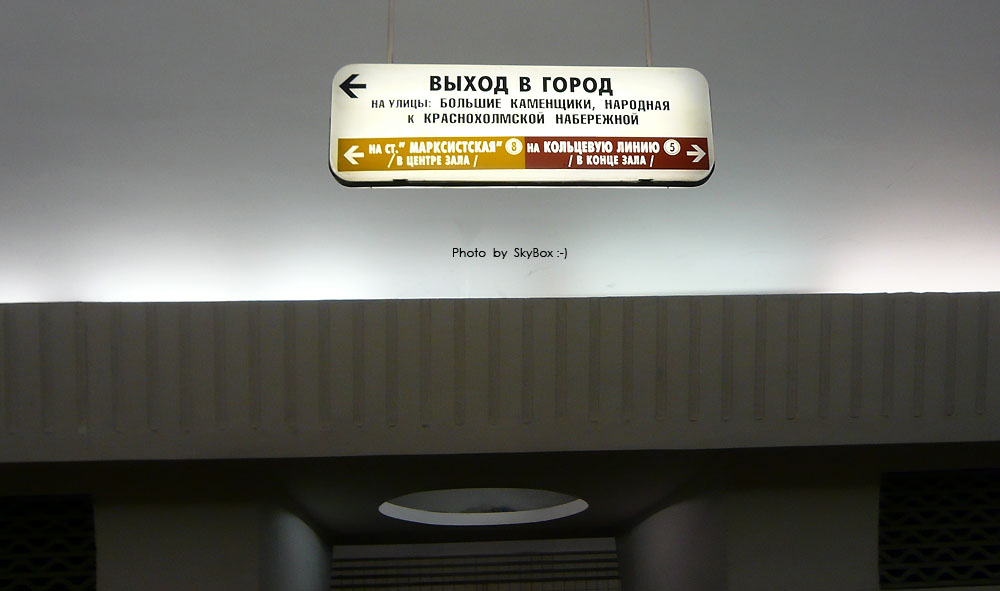 ВЫХОД В ГОРОД
НА УЛИЦЫ: БОЛЬШИЕ КАМЕНЩИКИ, НАРОДНАЯ
К КРАСНОХОЛМСКОЙ НАБЕРЕЖНОЙ
НА СТ." МАРКСИСТСКАЯ" 8
/В ЦЕНТРЕ ЗАЛА /
НА КОЛЬЦЕВУЮ ЛИНИЮ 5
/ В КОНЦЕ ЗАЛА /
Photo by SkyBox :-)